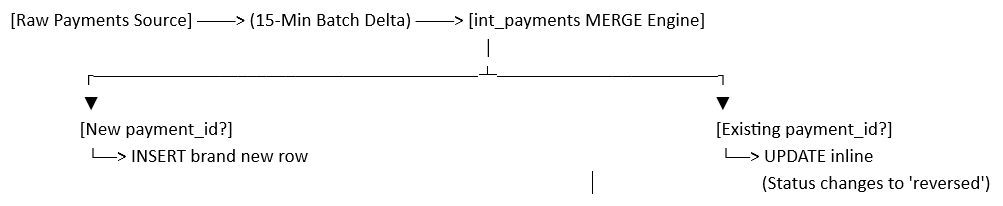 [Raw Payments Source] ───> (15-Min Batch Delta) ───> [int_payments MERGE Engine]
[New payment_id?] [Existing payment_id?]
└─> INSERT brand new row └─> UPDATE inline
(Status changes to 'reversed')